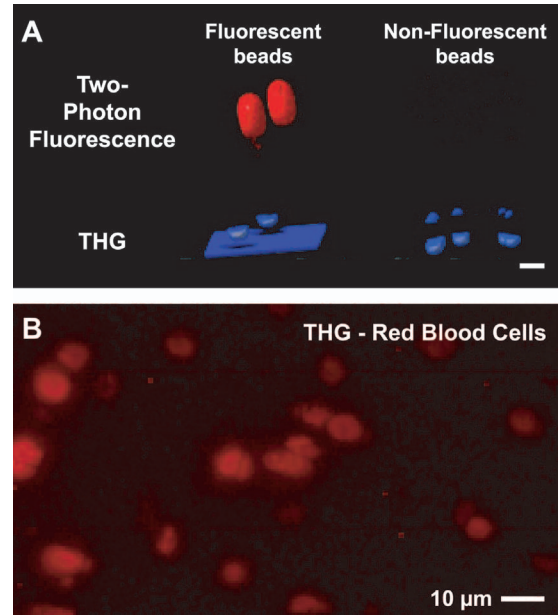 A
Fluorescent
beads
Non-Fluorescent
beads
Two-
Photon
Fluorescence
THG
B
THG - Red Blood Cells
10 µm